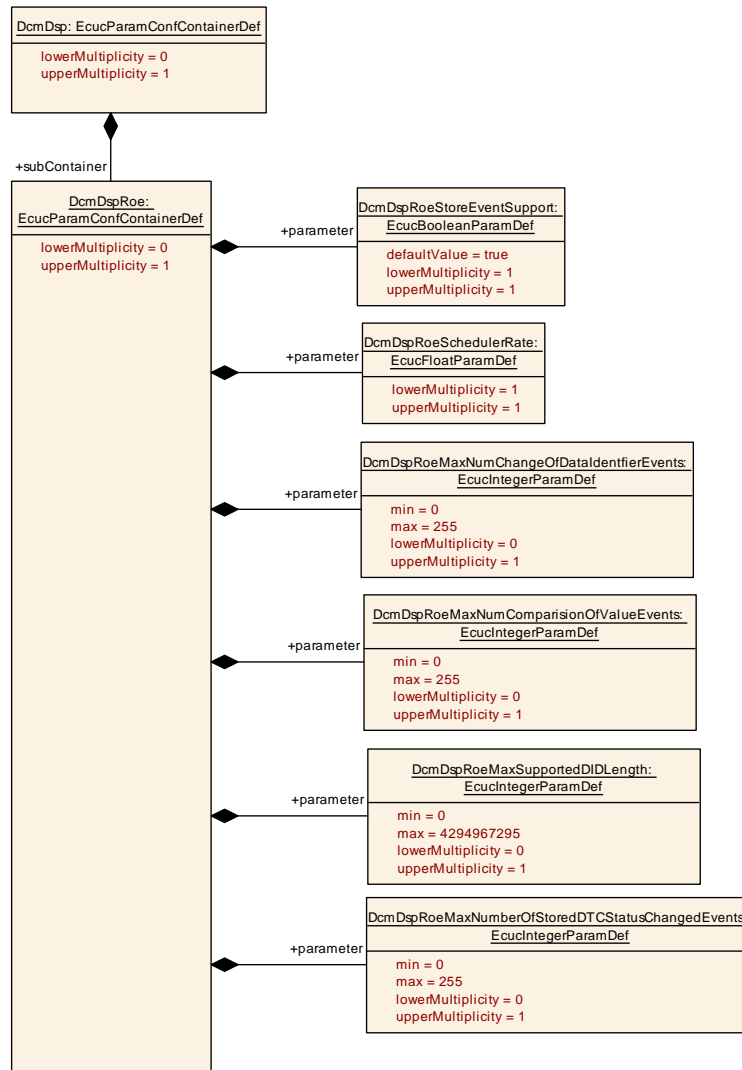 DcmDsp: EcucParamConfContainerDef
lowerMultiplicity = 0
upperMultiplicity = 1
+subContainer
DcmDspRoe:
EcucParamConfContainerDef
lowerMultiplicity = 0
upperMultiplicity = 1
+parameter
DcmDspRoeStoreEventSupport:
EcucBooleanParamDef
defaultValue = true
lowerMultiplicity = 1
upperMultiplicity = 1
+parameter
DcmDspRoeSchedulerRate:
EcucFloatParamDef
lowerMultiplicity = 1
upperMultiplicity = 1
+parameter
DcmDspRoeMaxNumChangeOfDataIdentfierEvents:
EcucIntegerParamDef
min = 0
max = 255
lowerMultiplicity = 0
upperMultiplicity = 1
+parameter
DcmDspRoeMaxNumComparisionOfValueEvents:
EcucIntegerParamDef
min = 0
max = 255
lowerMultiplicity = 0
upperMultiplicity = 1
+parameter
DcmDspRoeMaxSupportedDIDLength:
EcucIntegerParamDef
min = 0
max = 4294967295
lowerMultiplicity = 0
upperMultiplicity = 1
+parameter
DcmDspRoeMaxNumberOfStoredDTCStatusChangedEvents
EcucIntegerParamDef
min = 0
max = 255
lowerMultiplicity = 0
upperMultiplicity = 1